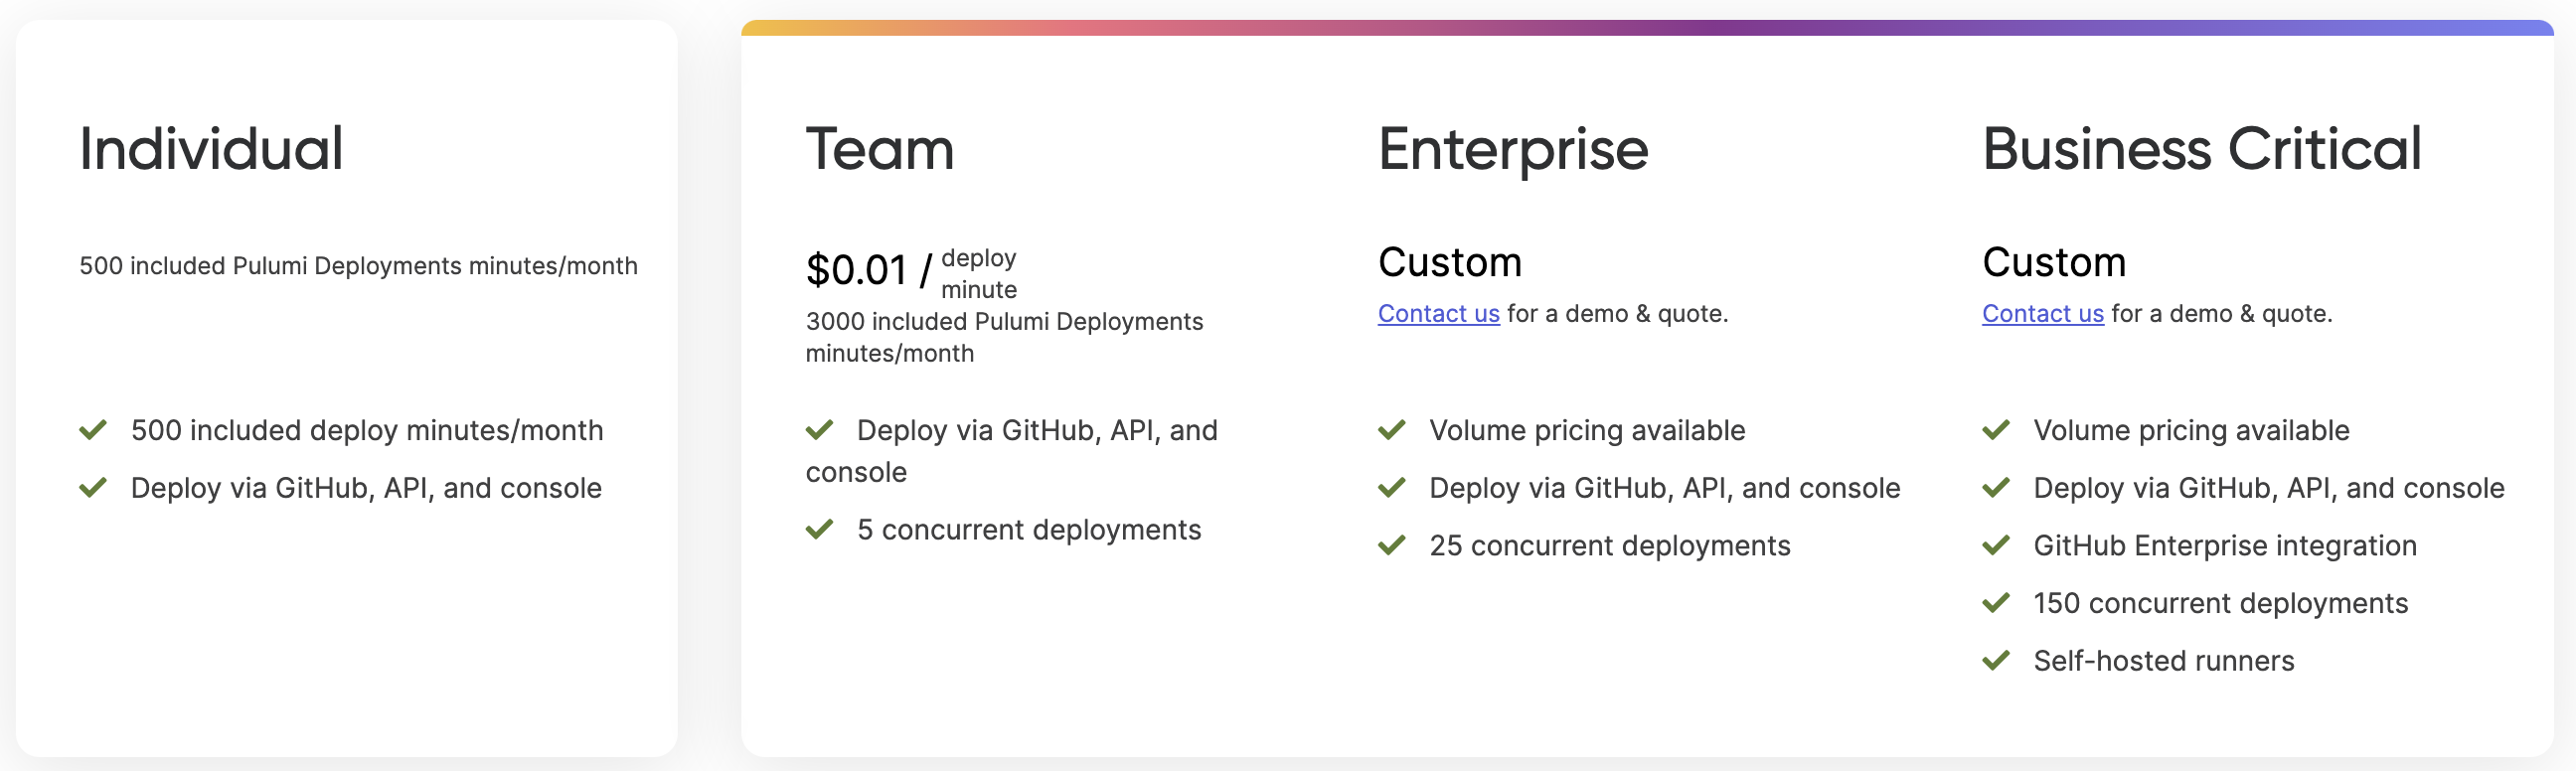 Individual
500 included Pulumi Deployments minutes/month
500 included deploy minutes/month
Deploy via GitHub, API, and console
Team
$0.01 / deploy
minute
3000 included Pulumi Deployments
minutes/month
Deploy via GitHub, API, and
console
5 concurrent deployments
Enterprise
Custom
Contact us for a demo & quote.
Volume pricing available
Deploy via GitHub, API, and console
25 concurrent deployments
Business Critical
Custom
Contact us for a demo & quote.
Volume pricing available
Deploy via GitHub, API, and console
GitHub Enterprise integration
150 concurrent deployments
Self-hosted runners